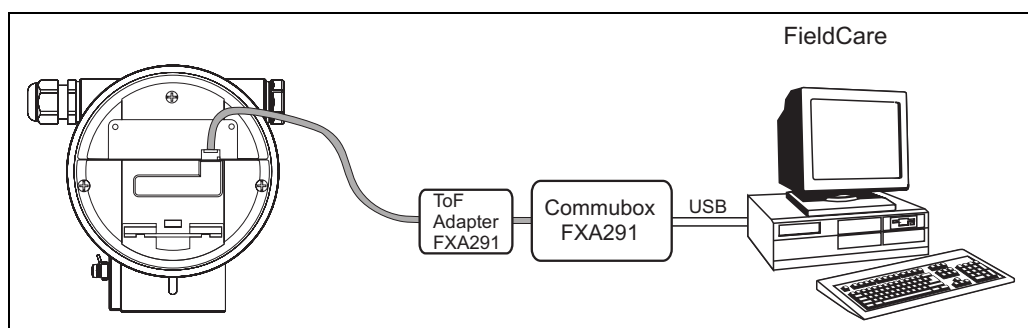 FieldCare
ToF
Adapter
FXA291
Commubox
FXA291
USB